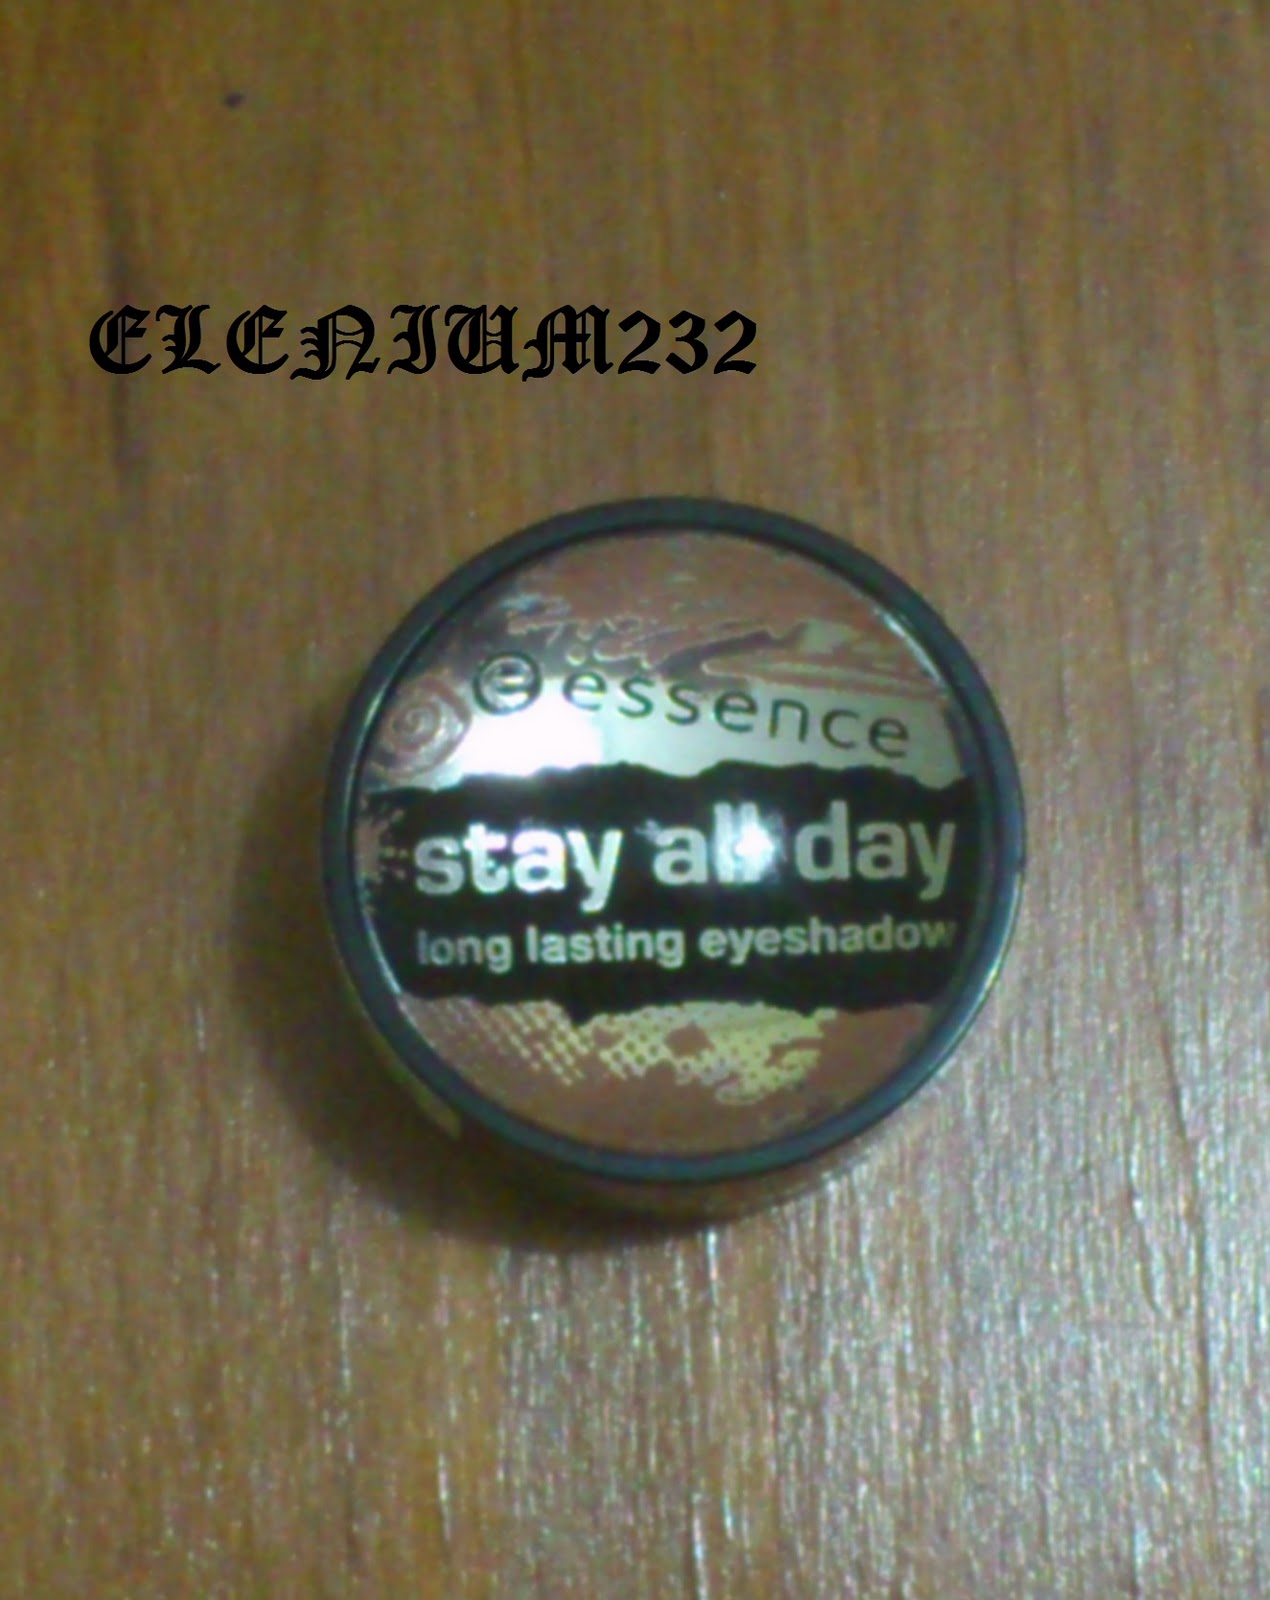 ELENIUM232
essence
stay all day
long lasting eyeshadow